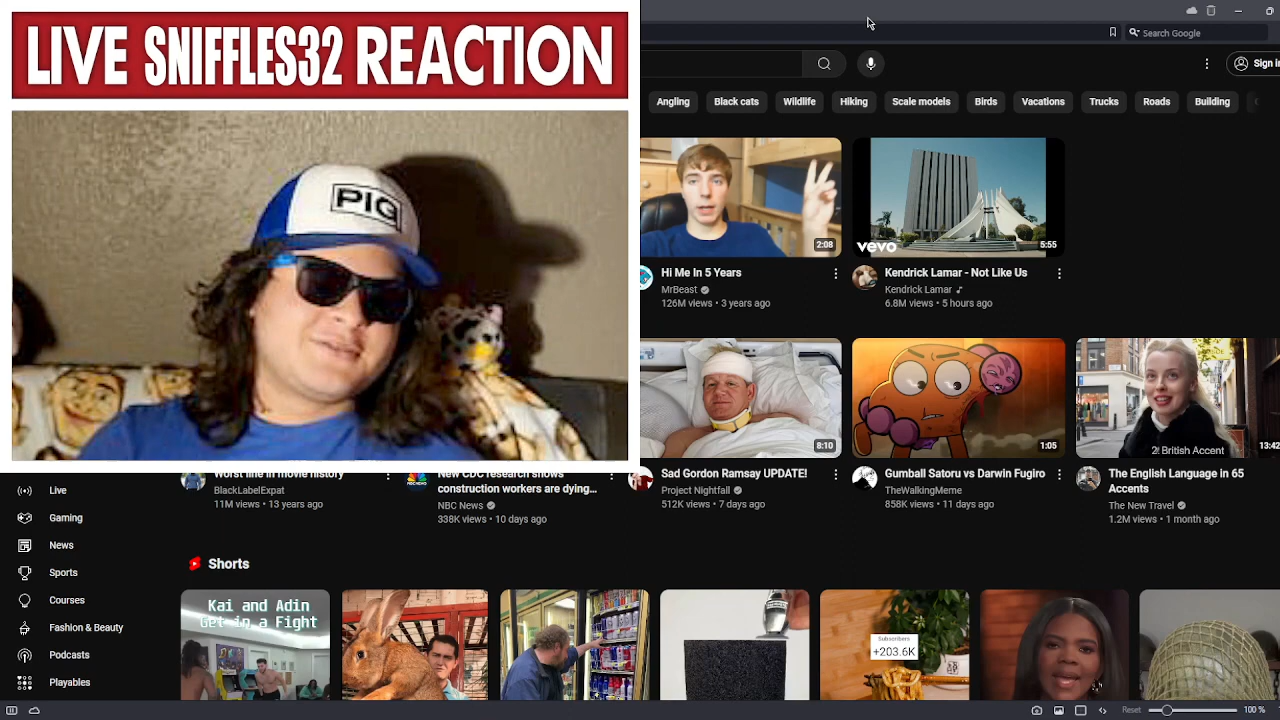 LIVE SNIFFLES32 REACTION
PIG
Search Google
Sign in
Angling
Black cats
Wildlife
Hiking
Scale models
Birds
Vacations
Trucks
Roads
Building
2:08
vevo
5:55
Hi Me In 5 Years
MrBeast
126M views • 3 years ago
Kendrick Lamar - Not Like Us
Kendrick Lamar
6.8M views • 5 hours ago
8:10
1:05
2! British Accent
13:42
Worst line in movie history
BlackLabelExpat
11M views • 13 years ago
New CDC research shows
construction workers are dying...
NBC News
338K views • 10 days ago
Sad Gordon Ramsay UPDATE!
Project Nightfall
512K views • 7 days ago
Gumball Satoru vs Darwin Fugiro
TheWalkingMeme
858K views • 11 days ago
The English Language in 65
Accents
The New Travel
1.2M views • 1 month ago
Live
Gaming
News
Sports
Courses
Fashion & Beauty
Podcasts
Playables
Shorts
Kai and Adin
Get in a Fight
Subscribers
+203.6K
Reset
100 %